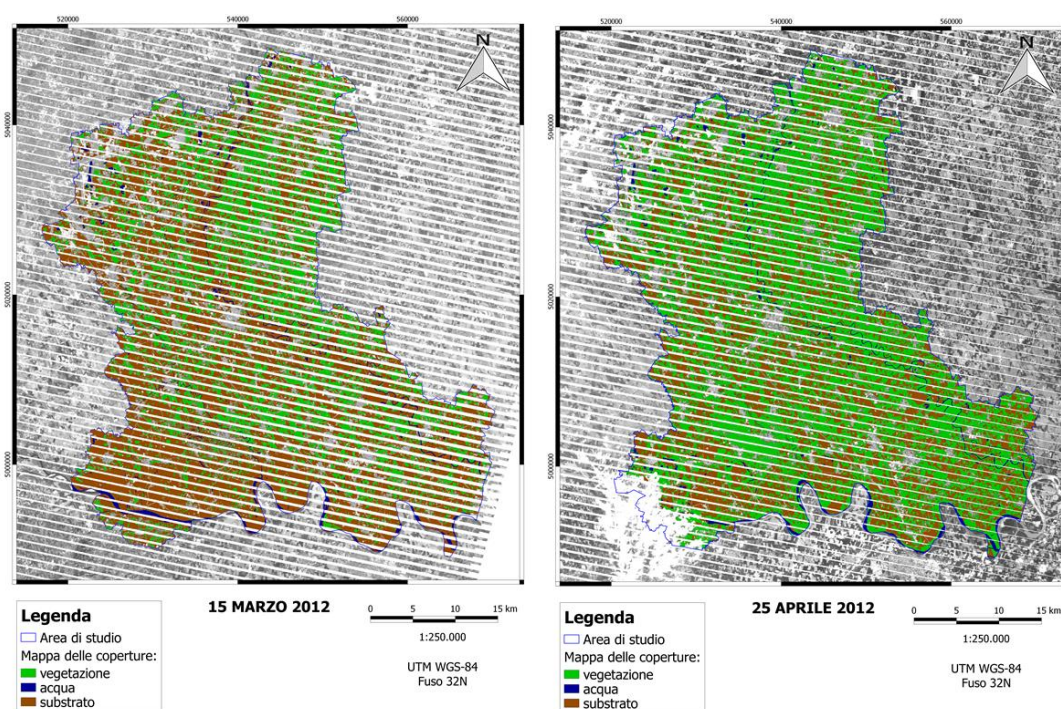 520000 540000 560000
N
5040000
5020000
5000000
Legenda
Area di studio
Mappa delle coperture:
vegetazione
acqua
substrato
15 MARZO 2012
0 5 10 15 km
1:250.000
UTM WGS-84
Fuso 32N
520000 540000 560000
N
5040000
5020000
5000000
Legenda
Area di studio
Mappa delle coperture:
vegetazione
acqua
substrato
25 APRILE 2012
0 5 10 15 km
1:250.000
UTM WGS-84
Fuso 32N